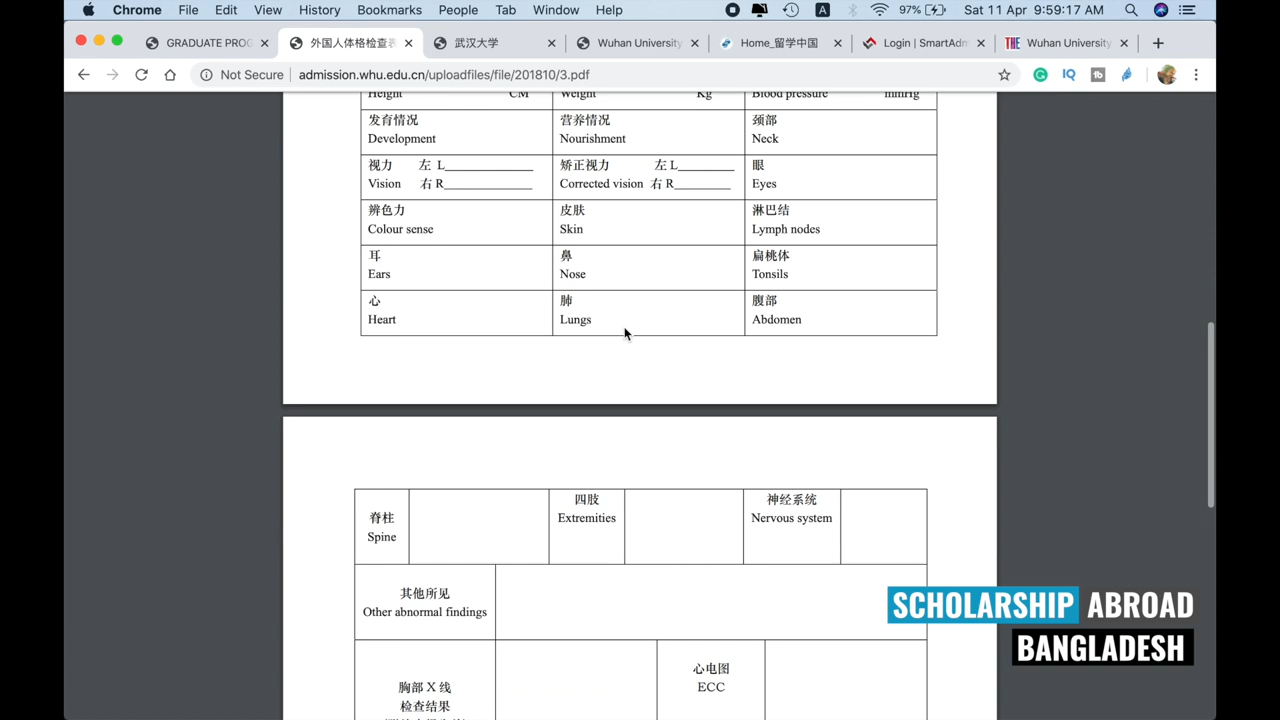 Chrome File Edit View History Bookmarks People Tab Window Help A 97% Sat 11 Apr 9:59:17 AM
GRADUATE PROG 外国人体格检查表 武汉大学 Wuhan University Home_留学中国 Login | SmartAdm THE Wuhan University
Not Secure admission.whu.edu.cn/uploadfiles/file/201810/3.pdf IQ tb
Height CM Weight Kg Blood pressure mmHg
发育情况 营养情况 颈部
Development Nourishment Neck
视力 左 L 矫正视力 左 L 眼
Vision 右 R Corrected vision 右 R Eyes
辨色力 皮肤 淋巴结
Colour sense Skin Lymph nodes
耳 鼻 扁桃体
Ears Nose Tonsils
心 肺 腹部
Heart Lungs Abdomen
四肢 神经系统
脊柱 Extremities Nervous system
Spine
其他所见
Other abnormal findings
SCHOLARSHIP ABROAD
BANGLADESH
心电图
胸部 X 线 ECC
检查结果